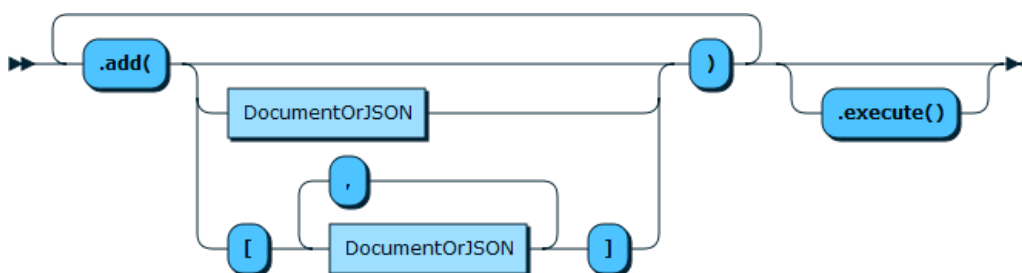 .add( )
DocumentOrJSON .execute()
,
[ DocumentOrJSON ]